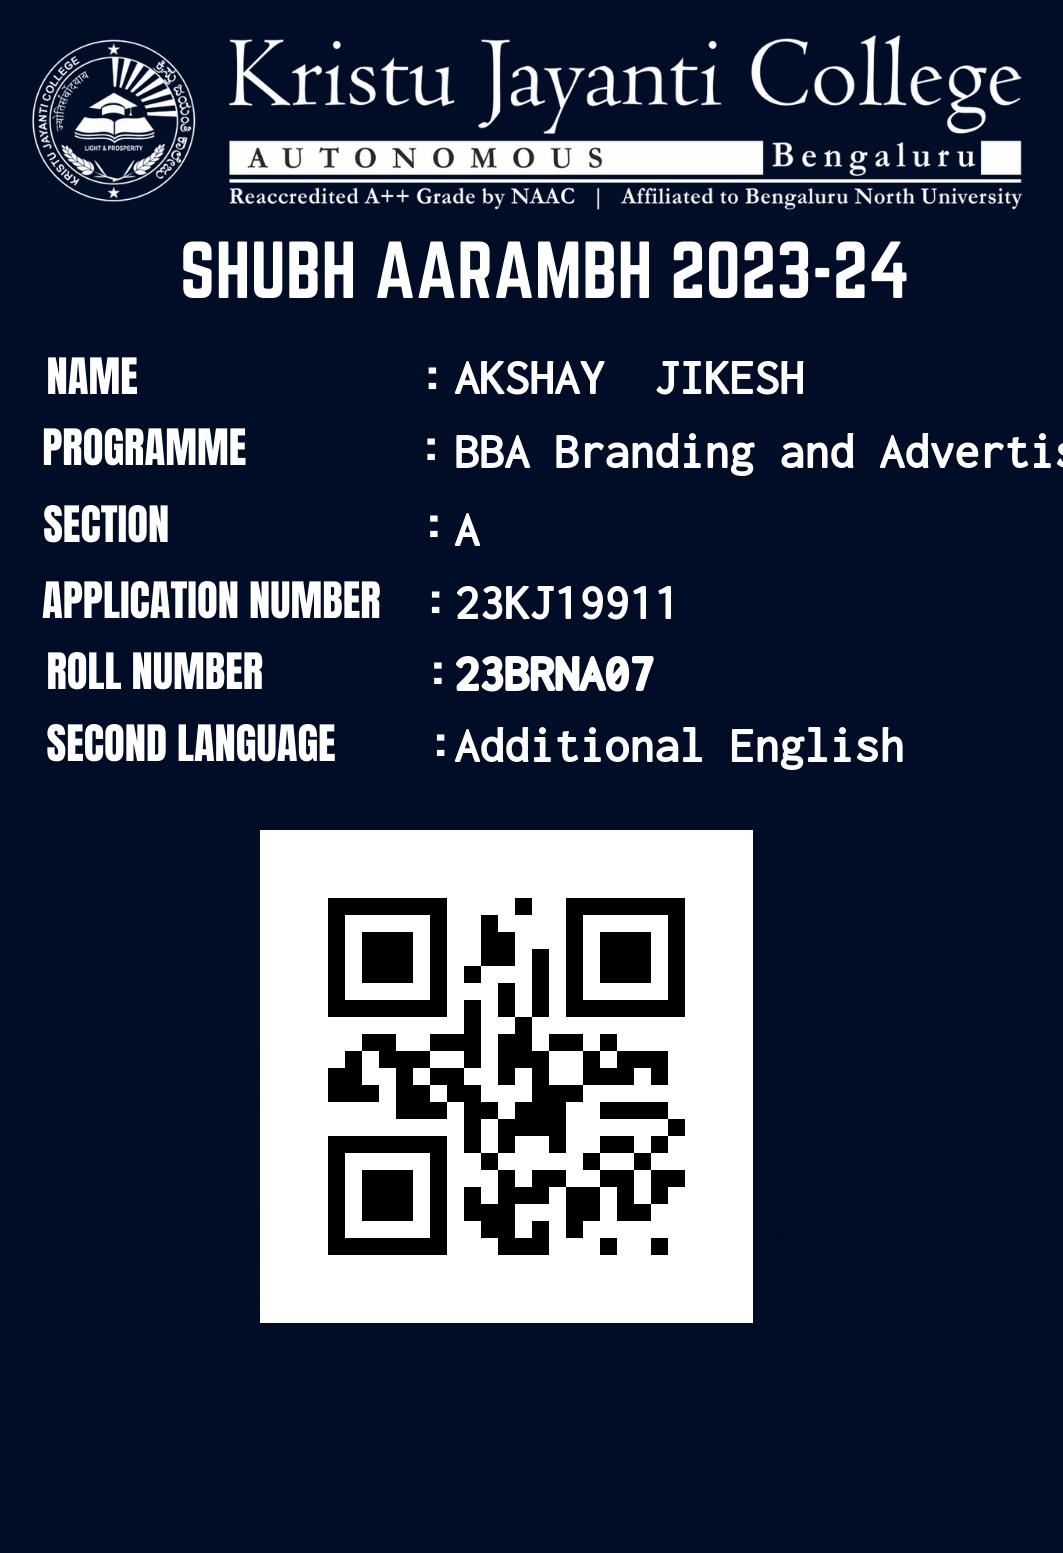 Kristu Jayanti College
AUTONOMOUS Bengaluru
Reaccredited A++ Grade by NAAC | Affiliated to Bengaluru North University
KRISTU JAYANTI COLLEGE
LIGHT & PROSPERITY
SHUBH AARAMBH 2023-24
NAME : AKSHAY JIKESH
PROGRAMME : BBA Branding and Advertis
SECTION : A
APPLICATION NUMBER : 23KJ19911
ROLL NUMBER : 23BRNA07
SECOND LANGUAGE : Additional English